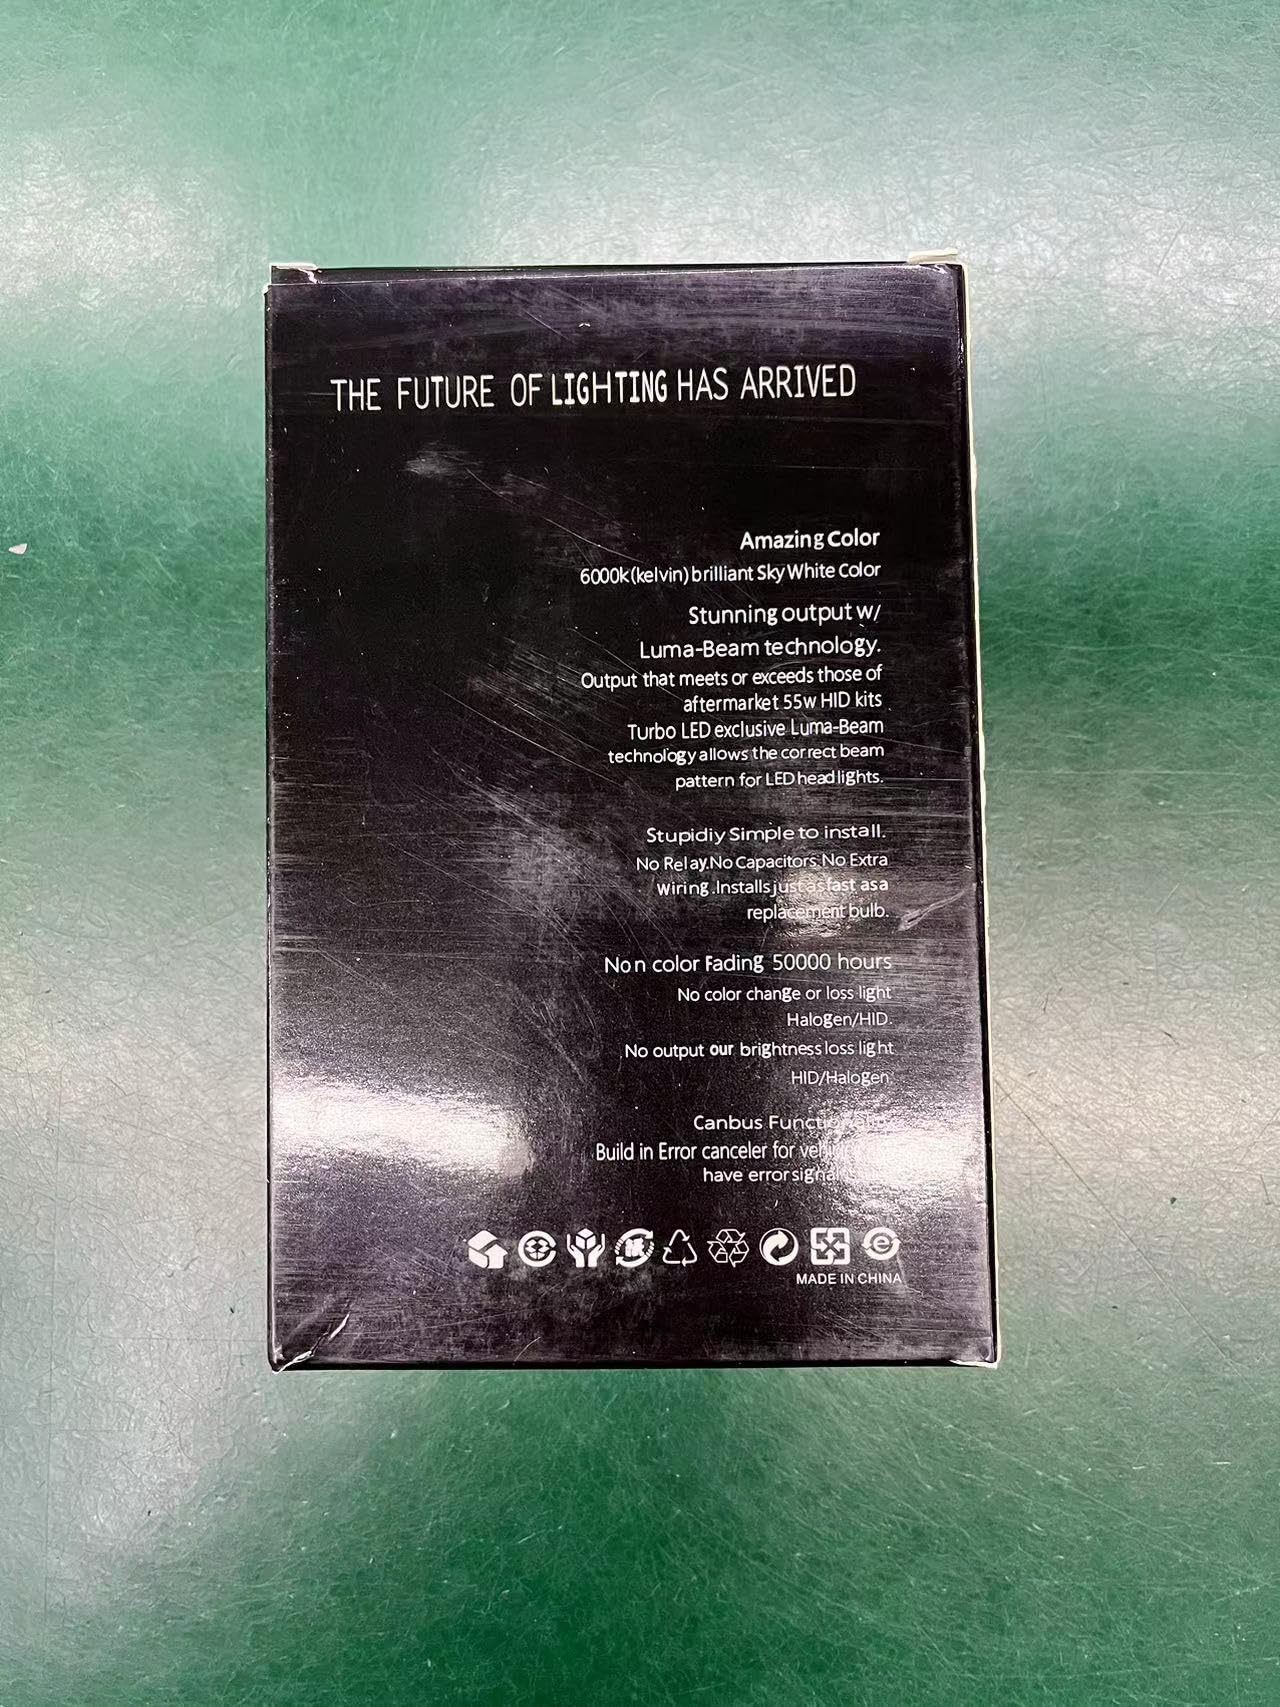 THE FUTURE OF LIGHTING HAS ARRIVED
Amazing Color
6000k(kelvin) brilliant Sky White Color
Stunning output w/
Luma-Beam technology.
Output that meets or exceeds those of
aftermarket 55w HID kits
Turbo LED exclusive Luma-Beam
technology allows the correct beam
pattern for LED headlights.
Stupidiy Simple to install.
No Relay.No Capacitors.No Extra
Wiring.Installs just as fast as a
replacement bulb.
Non color Fading 50000 hours
No color change or loss light
Halogen/HID.
No output our brightness loss light
HID/Halogen.
Canbus
Build in Error canceler for
have error
MADE IN CHINA